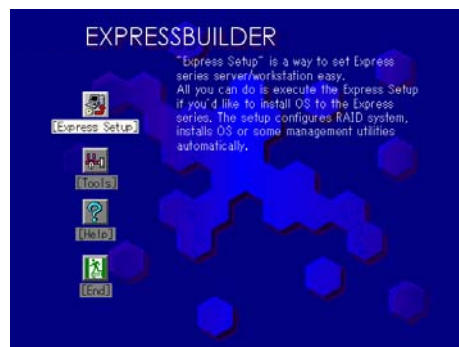 EXPRESSBUILDER
"Express Setup" is a way to set Express
series server/workstation easy.
All you can do is execute the Express Setup
if you'd like to install OS to the Express
series. The setup configures RAID system,
installs OS or some management utilities
automatically.
[Express Setup]
[Tools]
[Help]
[End]